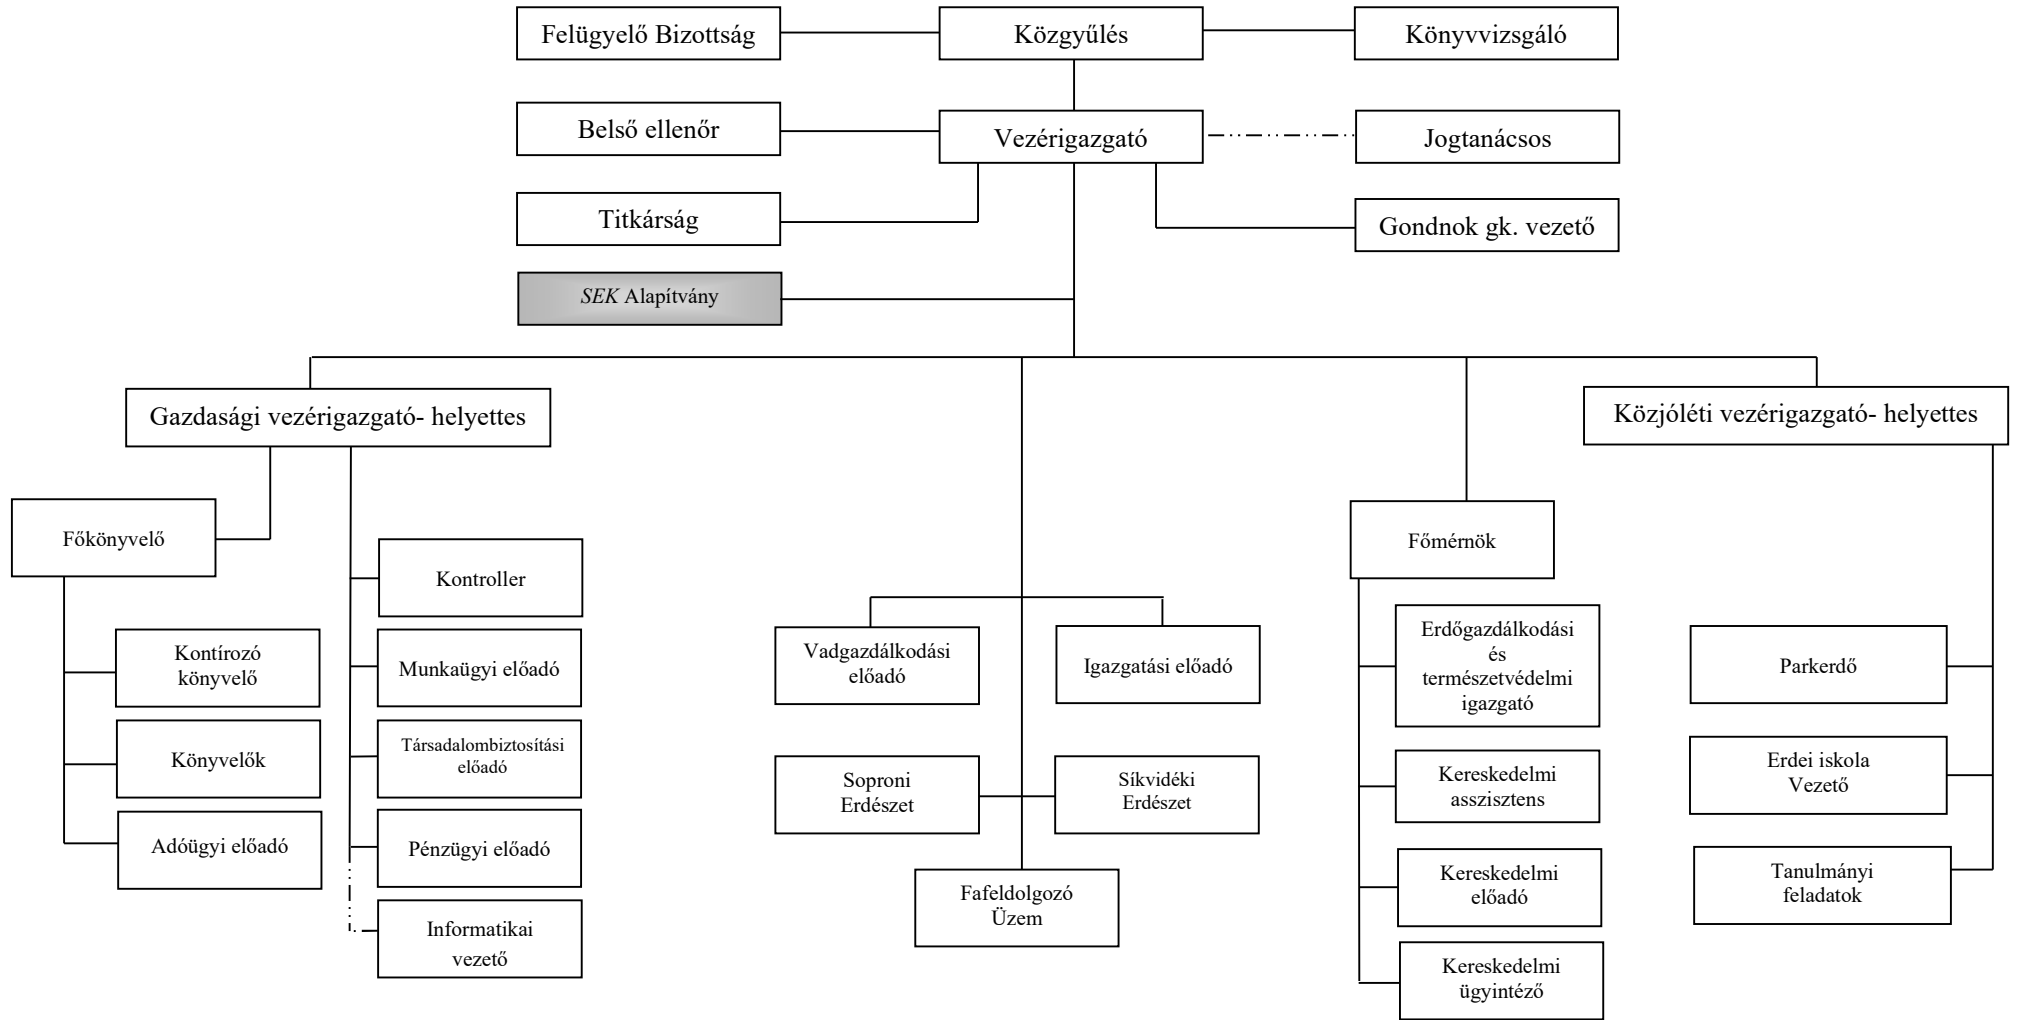 Felügyelő Bizottság
Közgyűlés
Könyvvizsgáló
Belső ellenőr
Vezérigazgató
Jogtanácsos
Titkárság
Gondnok gk. vezető
SEK Alapítvány
Gazdasági vezérigazgató- helyettes
Közjóléti vezérigazgató- helyettes
Főkönyvelő
Kontírozó
könyvelő
Könyvelők
Adóügyi előadó
Kontroller
Munkaügyi előadó
Társadalombiztosítási
előadó
Pénzügyi előadó
Informatikai
vezető
Vadgazdálkodási
előadó
Igazgatási előadó
Soproni
Erdészet
Síkvidéki
Erdészet
Fafeldolgozó
Üzem
Főmérnök
Erdőgazdálkodási
és
természetvédelmi
igazgató
Kereskedelmi
asszisztens
Kereskedelmi
előadó
Kereskedelmi
ügyintéző
Parkerdő
Erdei iskola
Vezető
Tanulmányi
feladatok